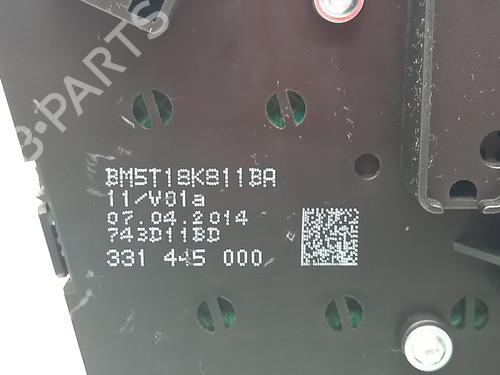 B-PARTS
BM5T18K811BA
11/V01a
07.04.2014
743D11BD
331 445 000